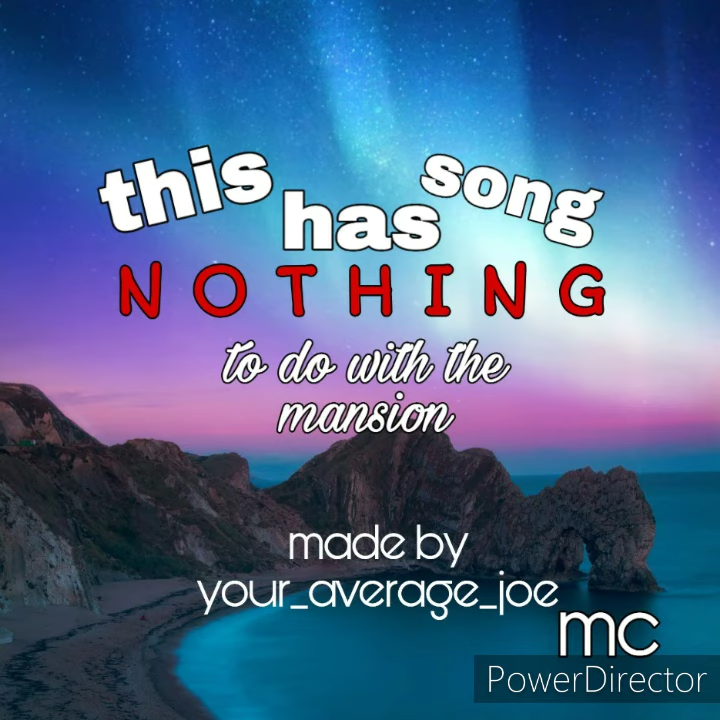 this has song
NOTHING
to do with the
mansion
made by
your_average_joe
mc
PowerDirector